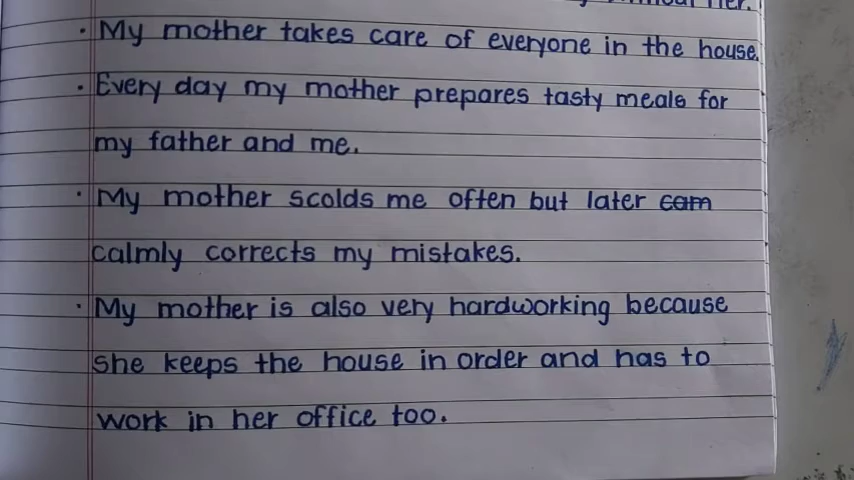 her.
· My mother takes care of everyone in the house.
· Every day my mother prepares tasty meals for
my father and me.
· My mother scolds me often but later cam
calmly corrects my mistakes.
· My mother is also very hardworking because
she keeps the house in order and has to
work in her office too.